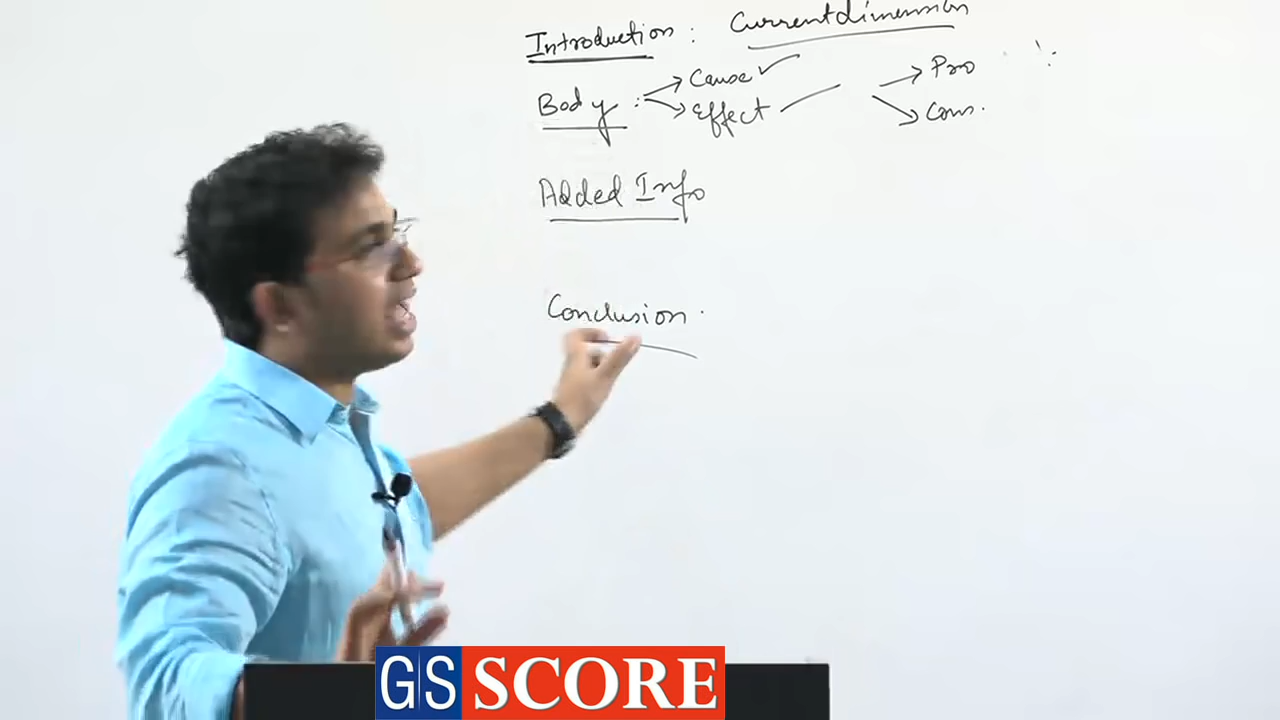 Introduction : Current dimension
Body : Cause ✓ Pro
Effect Cons.
Added Info
Conclusion.
GS SCORE